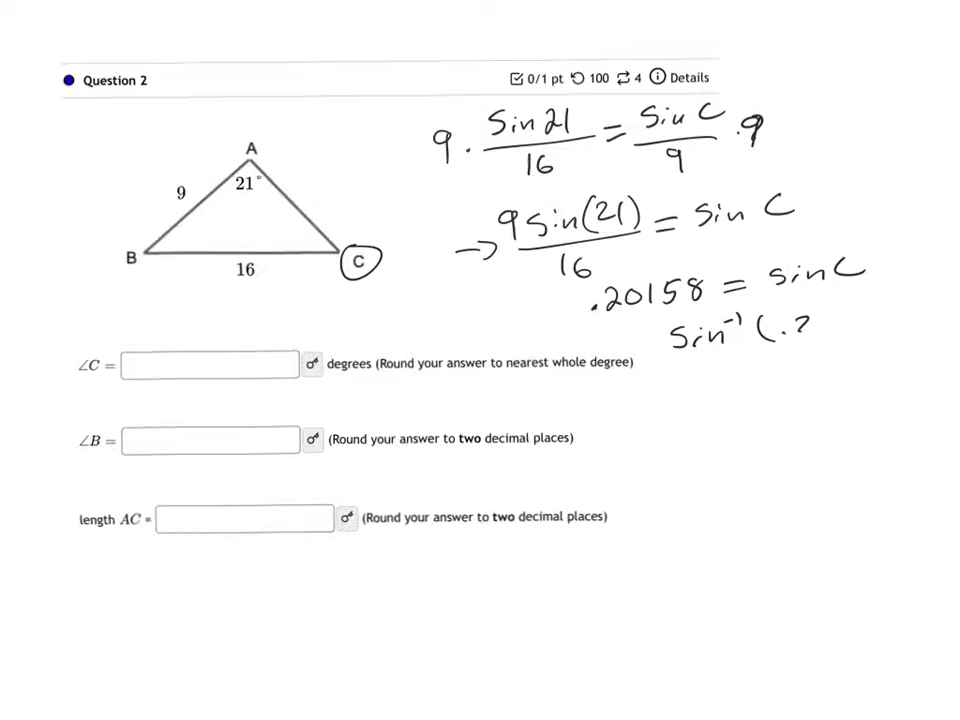 Question 2
0/1 pt 100 4 Details
9 · Sin 21 / 16 = Sin C / 9 · 9
A
21°
9
B
16
C
→ 9 sin(21) / 16 = sin C
.20158 = sin C
sin⁻¹ (.2
∠C = degrees (Round your answer to nearest whole degree)
∠B = (Round your answer to two decimal places)
length AC = (Round your answer to two decimal places)